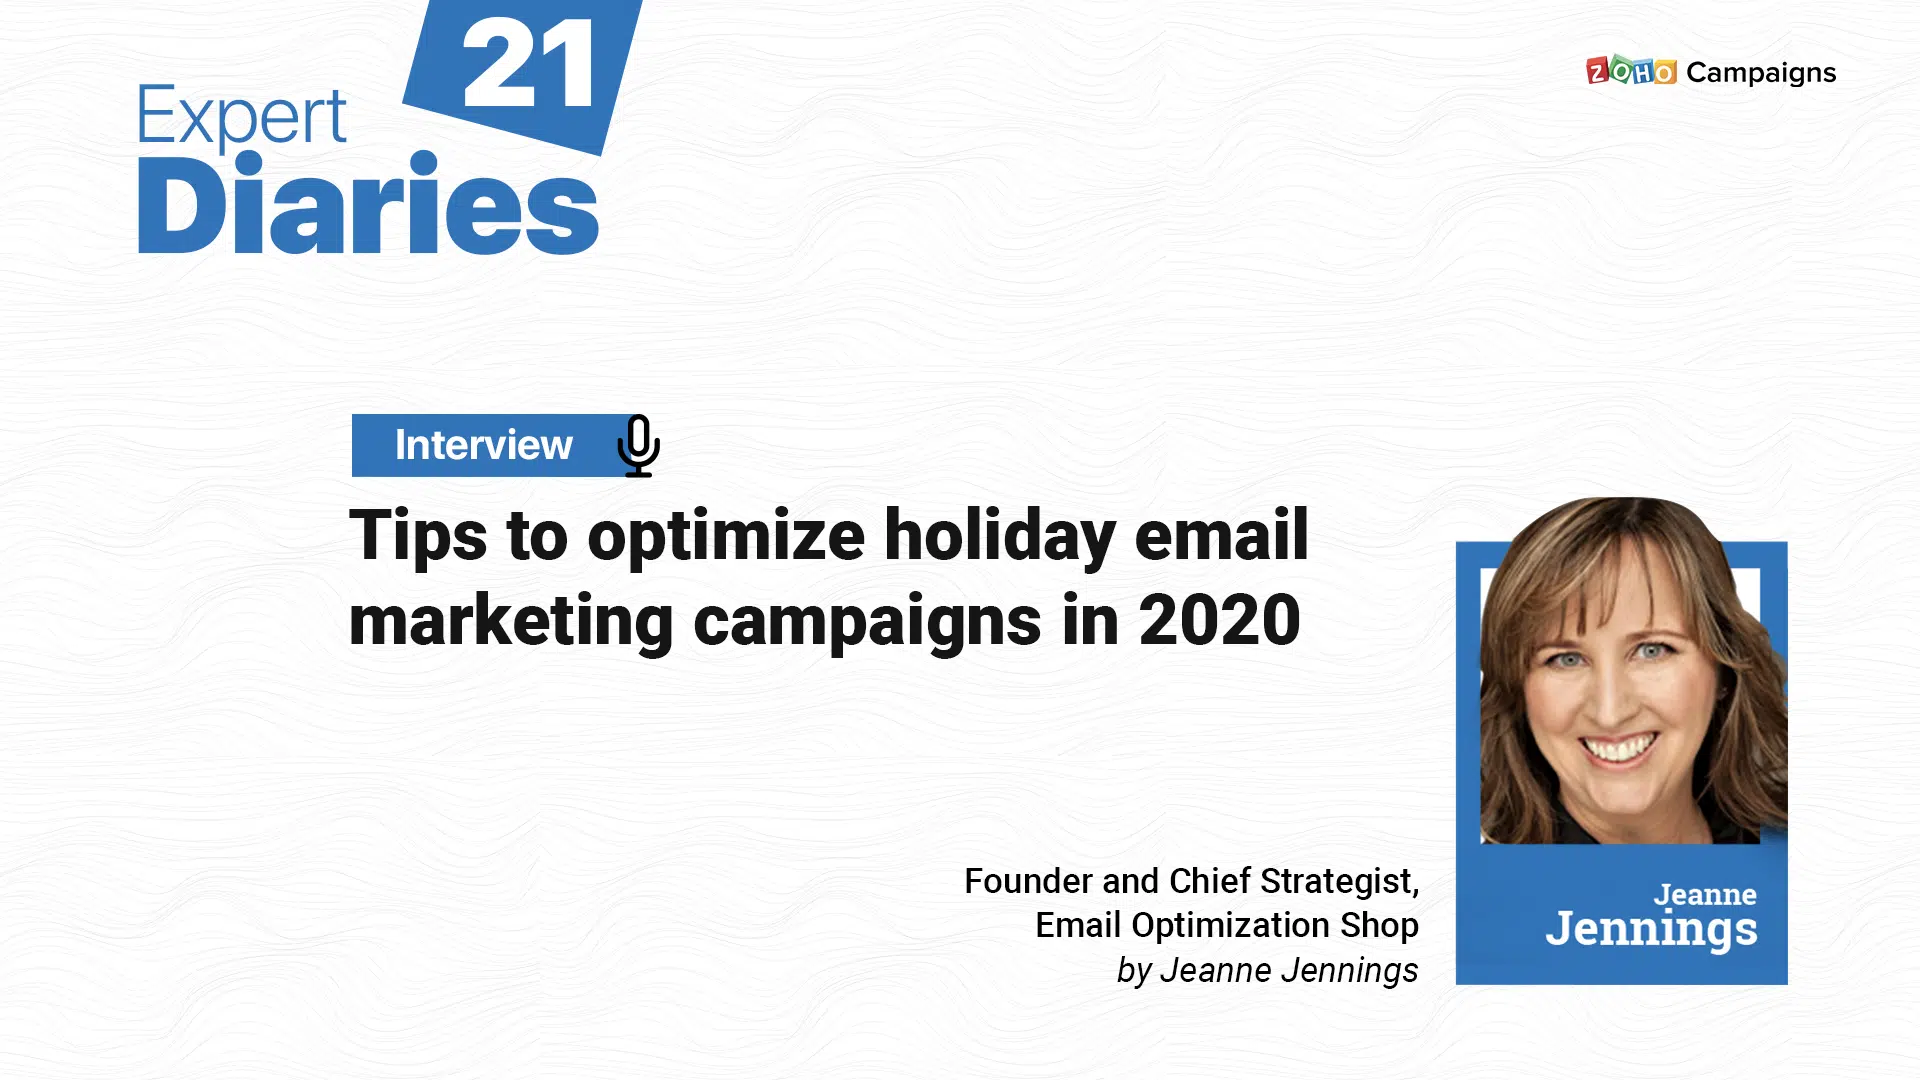 21
Expert
Diaries
ZOHO Campaigns
Interview
Tips to optimize holiday email
marketing campaigns in 2020
Founder and Chief Strategist,
Email Optimization Shop
by Jeanne Jennings
Jeanne
Jennings